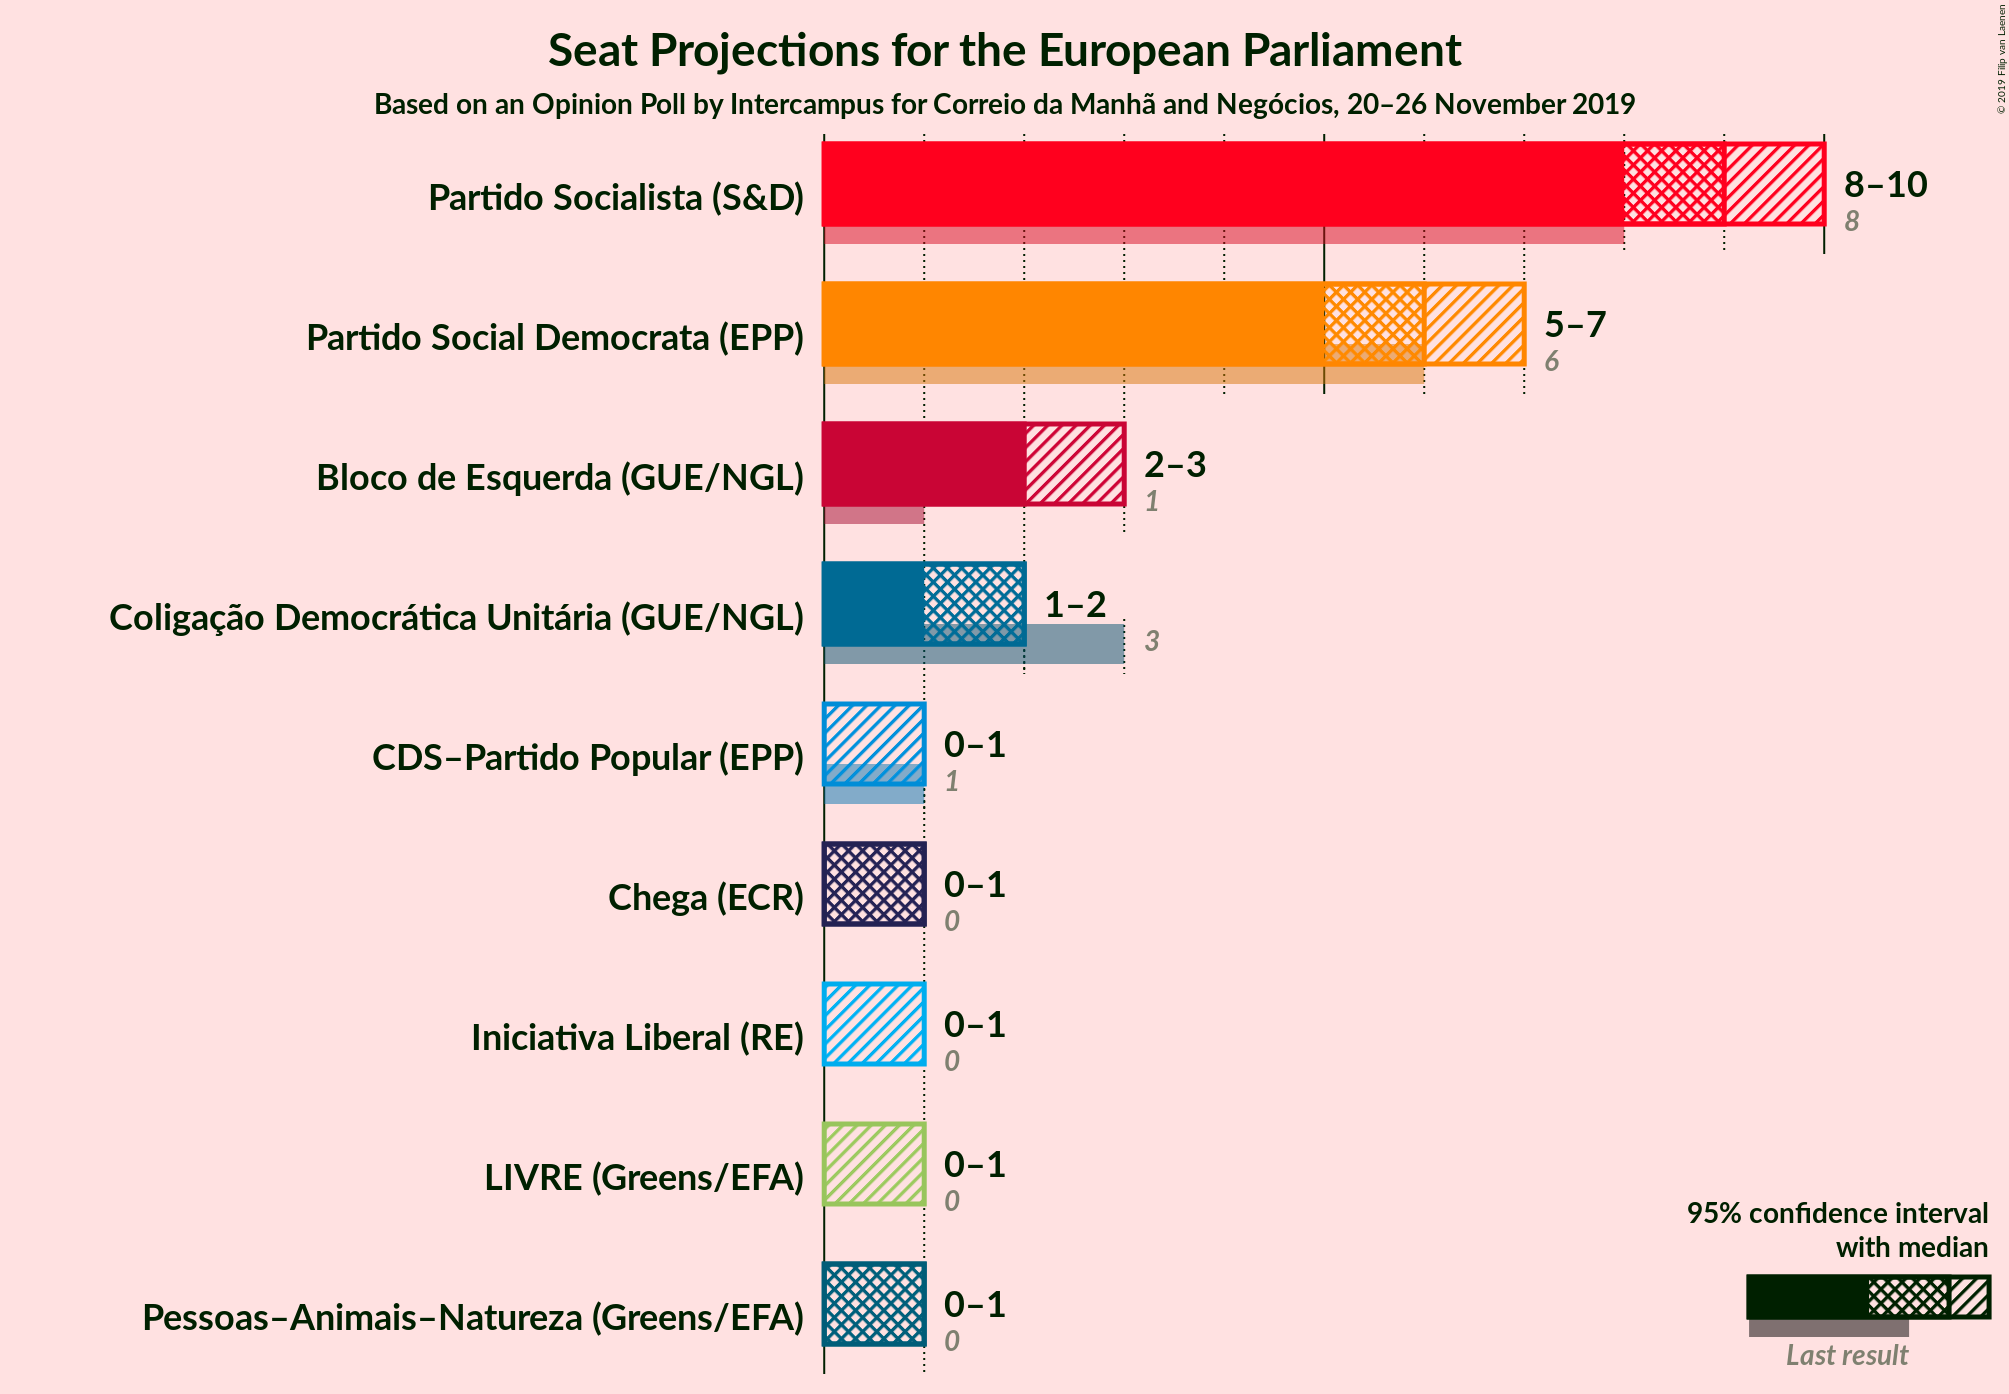 Seat Projections for the European Parliament
Based on an Opinion Poll by Intercampus for Correio da Manhã and Negócios, 20–26 November 2019
© 2019 Filip van Laenen
Partido Socialista (S&D)
8–10
8
Partido Social Democrata (EPP)
5–7
6
Bloco de Esquerda (GUE/NGL)
2–3
1
Coligação Democrática Unitária (GUE/NGL)
1–2
3
CDS–Partido Popular (EPP)
0–1
1
Chega (ECR)
0–1
0
Iniciativa Liberal (RE)
0–1
0
LIVRE (Greens/EFA)
0–1
0
Pessoas–Animais–Natureza (Greens/EFA)
0–1
0
95% confidence interval
with median
Last result